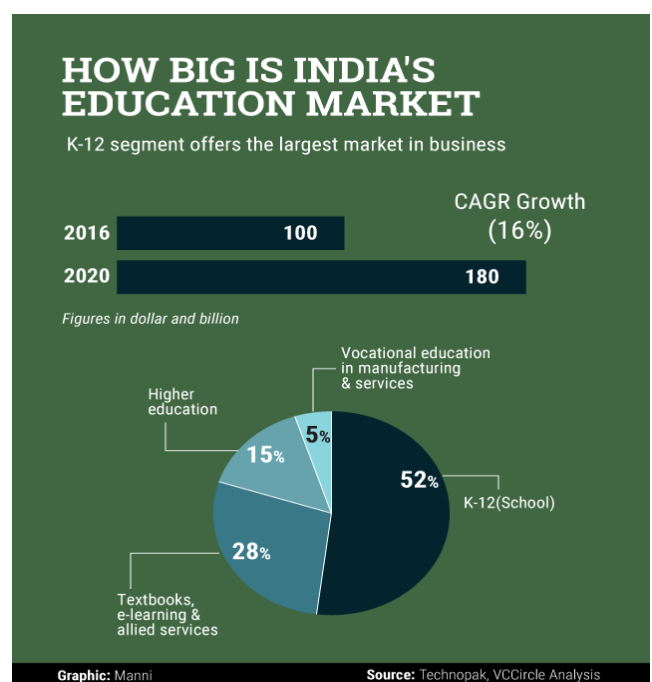 HOW BIG IS INDIA'S
EDUCATION MARKET
K-12 segment offers the largest market in business
CAGR Growth
(16%)
2016 100
2020 180
Figures in dollar and billion
Vocational education
in manufacturing
& services
Higher
education
5%
15%
52%
K-12(School)
28%
Textbooks,
e-learning &
allied services
Graphic: Manni
Source: Technopak, VCCircle Analysis